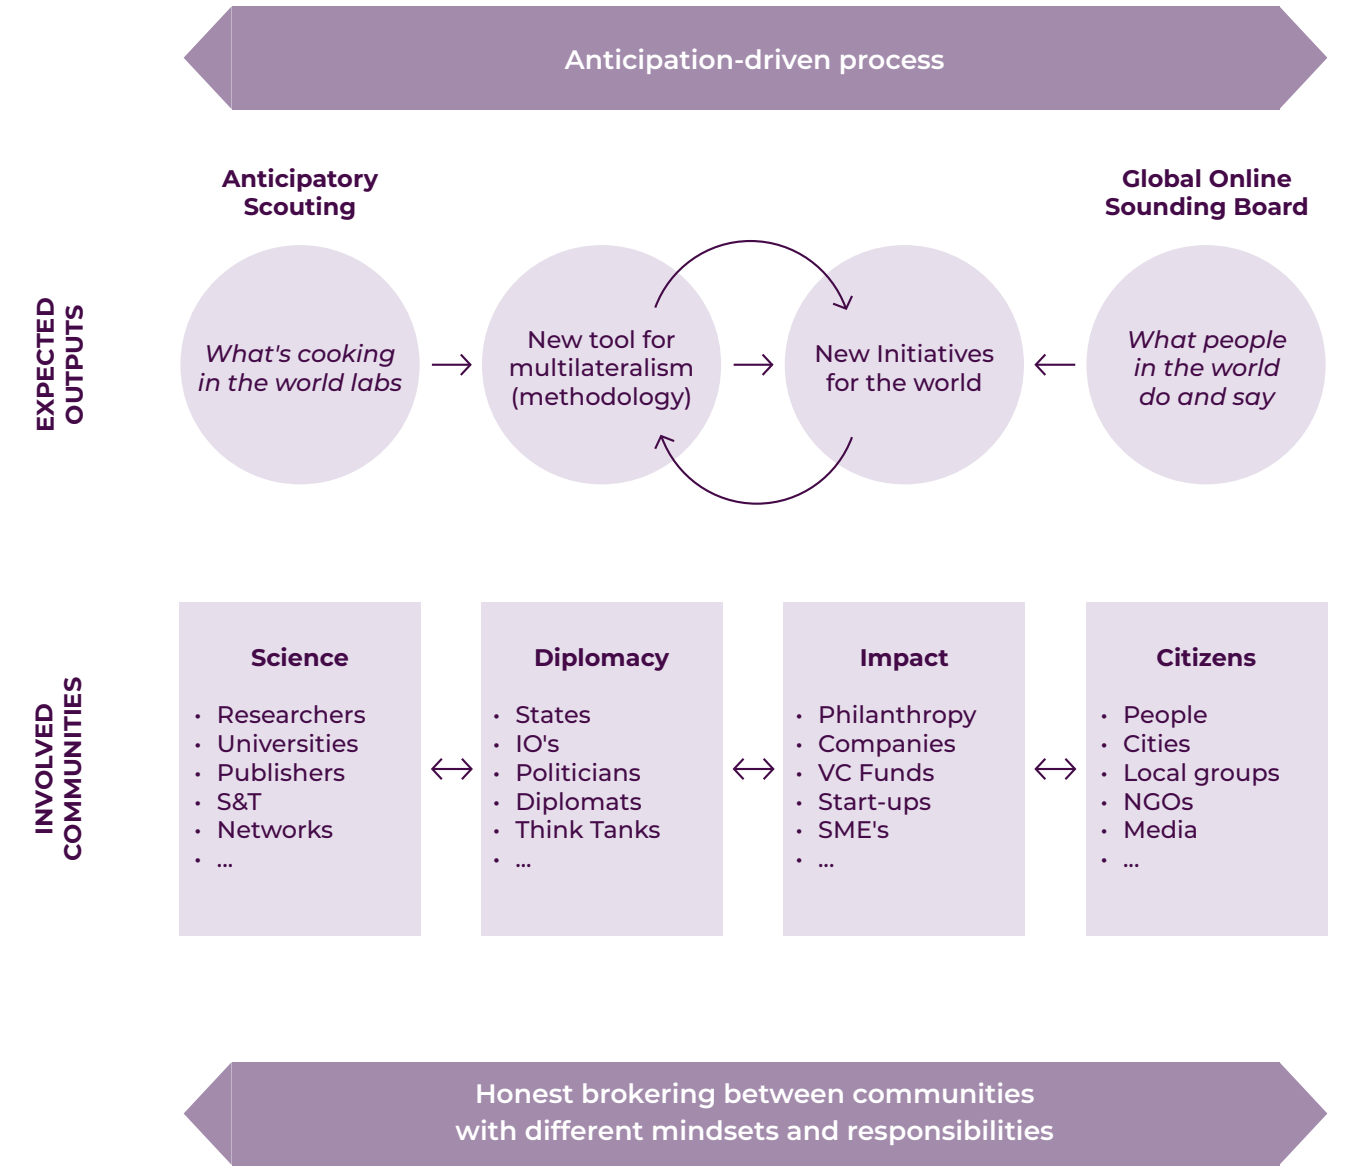 Anticipation-driven process
Anticipatory
Scouting
Global Online
Sounding Board
EXPECTED
OUTPUTS
What's cooking
in the world labs
New tool for
multilateralism
(methodology)
New Initiatives
for the world
What people
in the world
do and say
INVOLVED
COMMUNITIES
Science
• Researchers
• Universities
• Publishers
• S&T
• Networks
• ...
Diplomacy
• States
• IO's
• Politicians
• Diplomats
• Think Tanks
• ...
Impact
• Philanthropy
• Companies
• VC Funds
• Start-ups
• SME's
• ...
Citizens
• People
• Cities
• Local groups
• NGOs
• Media
• ...
Honest brokering between communities
with different mindsets and responsibilities